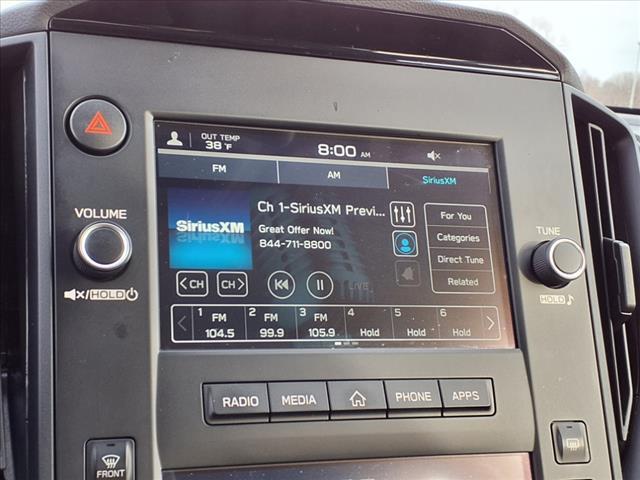 OUT TEMP
38°F
8:00 AM
FM
AM
SiriusXM
VOLUME
HOLD
SiriusXM
Ch 1-SiriusXM Previ...
Great Offer Now!
844-711-8800
For You
Categories
Direct Tune
Related
TUNE
HOLD
CH
CH
LIVE
1 FM 104.5
2 FM 99.9
3 FM 105.9
4 Hold
5 Hold
6 Hold
RADIO
MEDIA
PHONE
APPS
FRONT